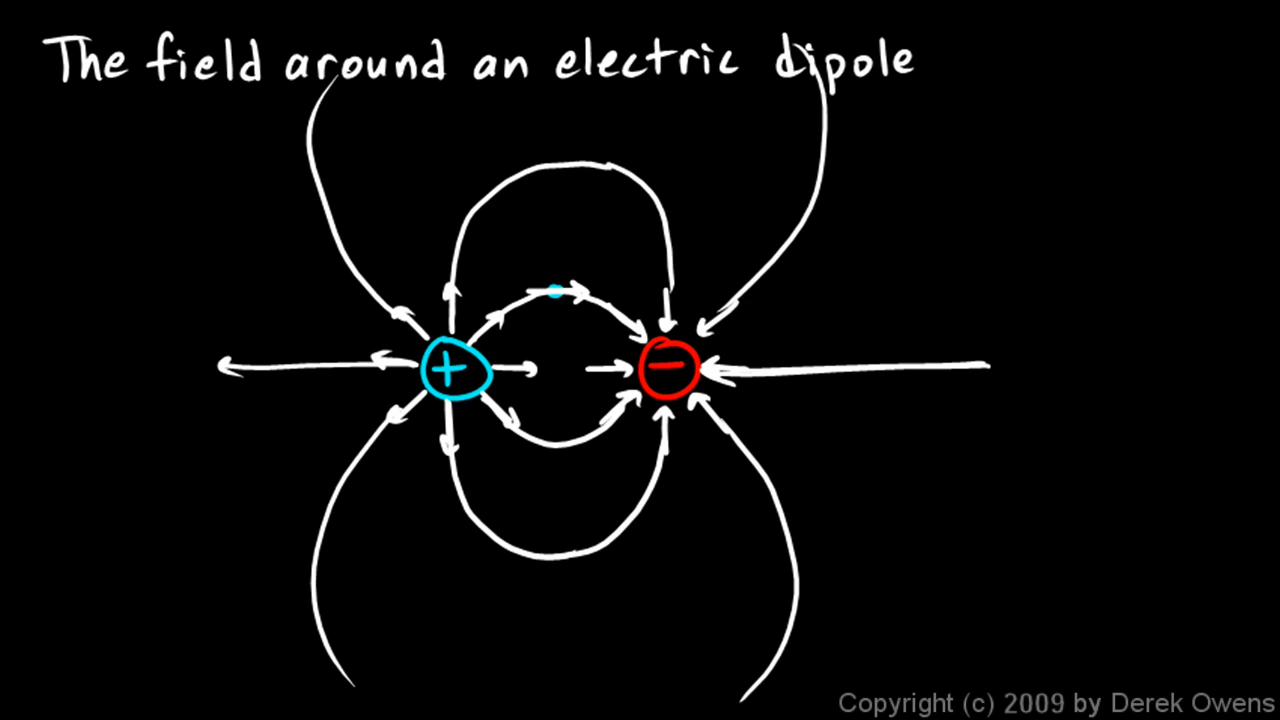 The field around an electric dipole
+
−
Copyright (c) 2009 by Derek Owens